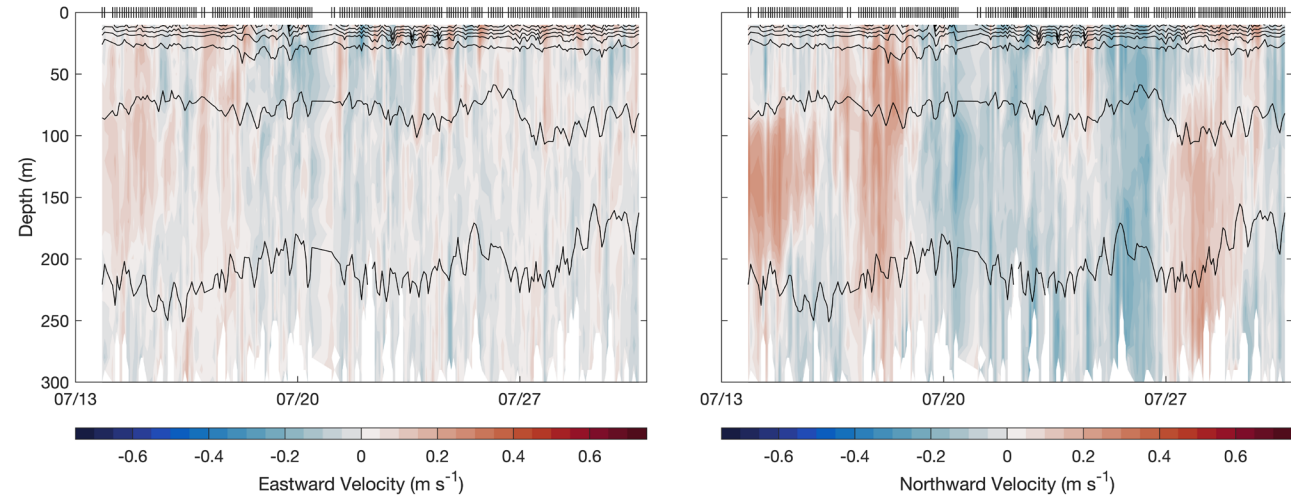 0
50
100
150
200
250
300
Depth (m)
07/13 07/20 07/27
07/13 07/20 07/27
-0.6 -0.4 -0.2 0 0.2 0.4 0.6
-0.6 -0.4 -0.2 0 0.2 0.4 0.6
Eastward Velocity (m s⁻¹)
Northward Velocity (m s⁻¹)